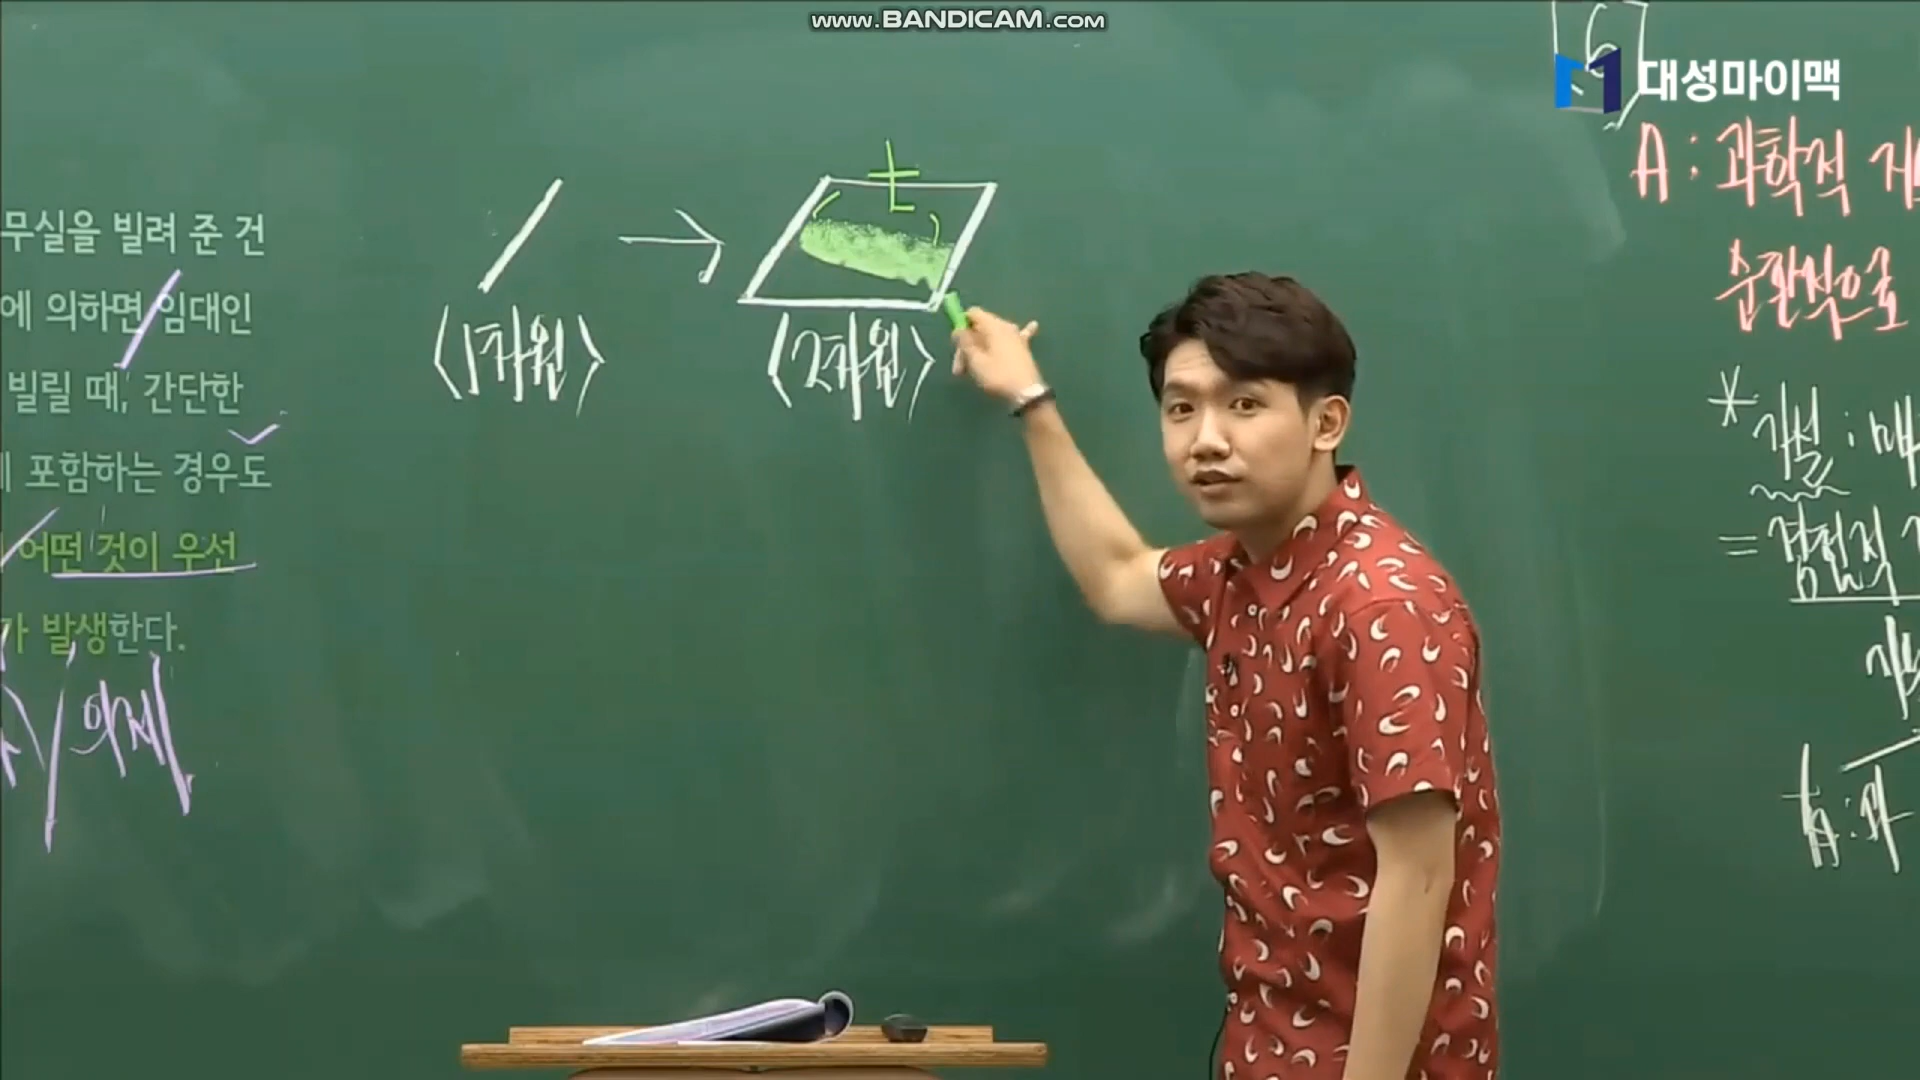 www.BANDICAM.com
대성마이맥
무실을 빌려 준 건
에 의하면 임대인
빌릴 때, 간단한
포함하는 경우도
어떤 것이 우선
가 발생한다.
의제
<1차원>
<2차원>
A : 과학적
순환적으로
* 가설 :
= 경험적
A :